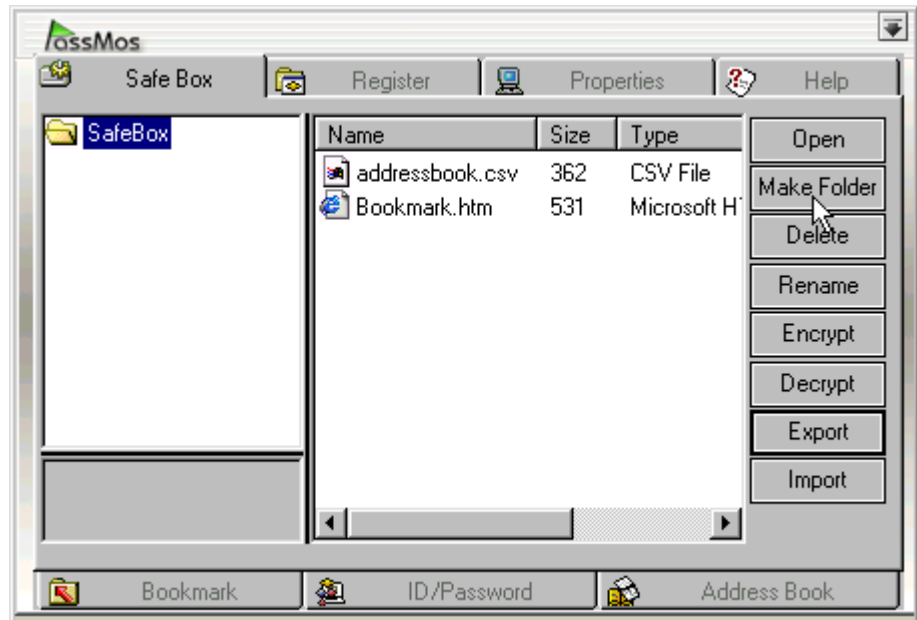 PassMos
Safe Box Register Properties Help
SafeBox
Name Size Type
addressbook.csv 362 CSV File
Bookmark.htm 531 Microsoft H
Open
Make Folder
Delete
Rename
Encrypt
Decrypt
Export
Import
Bookmark ID/Password Address Book